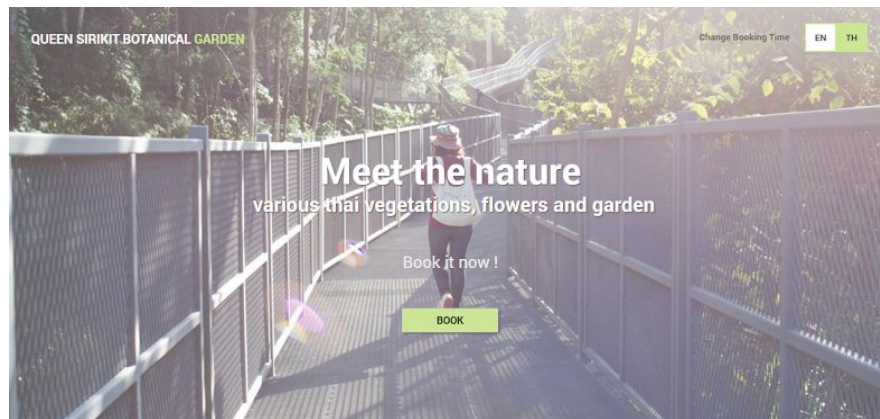 QUEEN SIRIKIT BOTANICAL GARDEN
Change Booking Time
EN
TH
Meet the nature
various thai vegetations, flowers and garden
Book it now !
BOOK